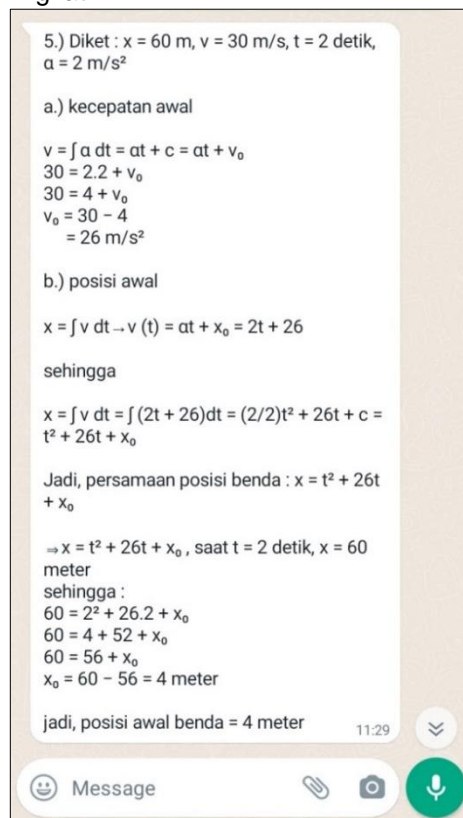 5.) Diket : x = 60 m, v = 30 m/s, t = 2 detik,
α = 2 m/s²
a.) kecepatan awal
v = ∫ α dt = αt + c = αt + v₀
30 = 2.2 + v₀
30 = 4 + v₀
v₀ = 30 − 4
= 26 m/s²
b.) posisi awal
x = ∫ v dt → v (t) = αt + x₀ = 2t + 26
sehingga
x = ∫ v dt = ∫ (2t + 26)dt = (2/2)t² + 26t + c =
t² + 26t + x₀
Jadi, persamaan posisi benda : x = t² + 26t
+ x₀
⇒ x = t² + 26t + x₀ , saat t = 2 detik, x = 60
meter
sehingga :
60 = 2² + 26.2 + x₀
60 = 4 + 52 + x₀
60 = 56 + x₀
x₀ = 60 − 56 = 4 meter
jadi, posisi awal benda = 4 meter
11:29
Message